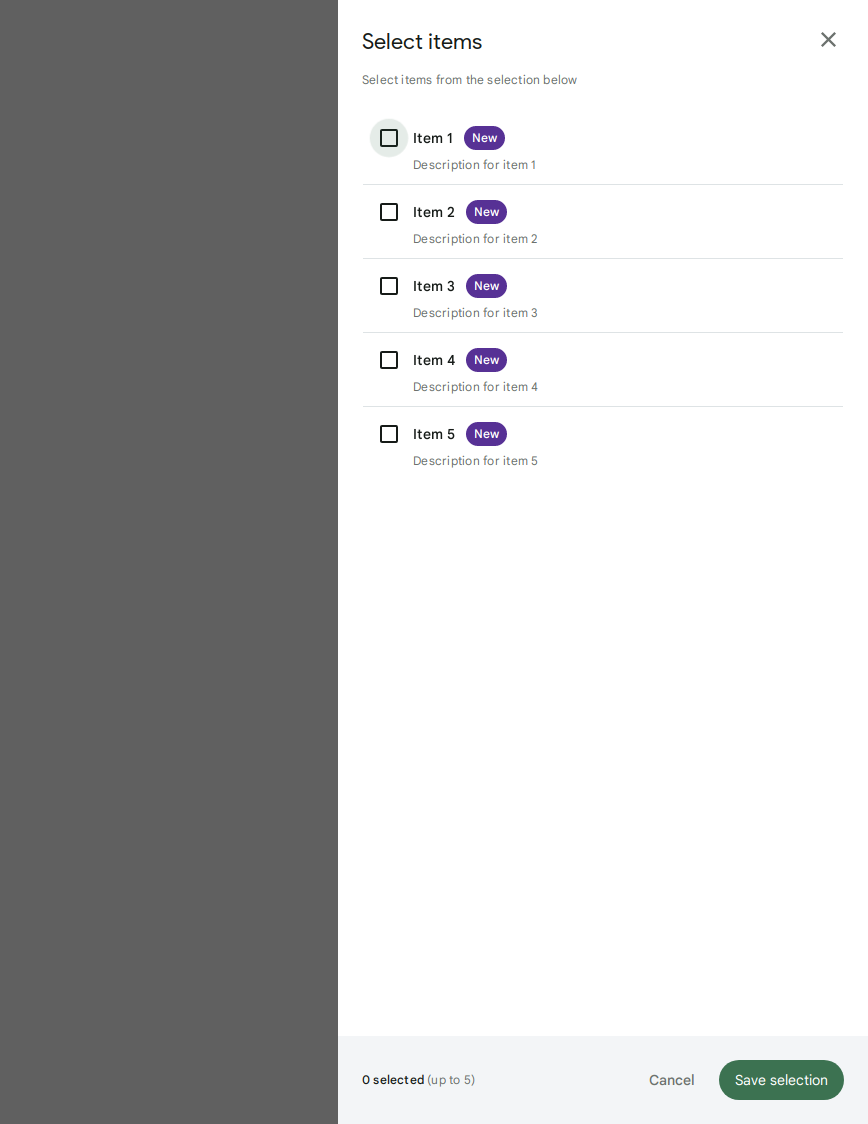 Select items
Select items from the selection below
Item 1 New
Description for item 1
Item 2 New
Description for item 2
Item 3 New
Description for item 3
Item 4 New
Description for item 4
Item 5 New
Description for item 5
0 selected (up to 5) Cancel Save selection